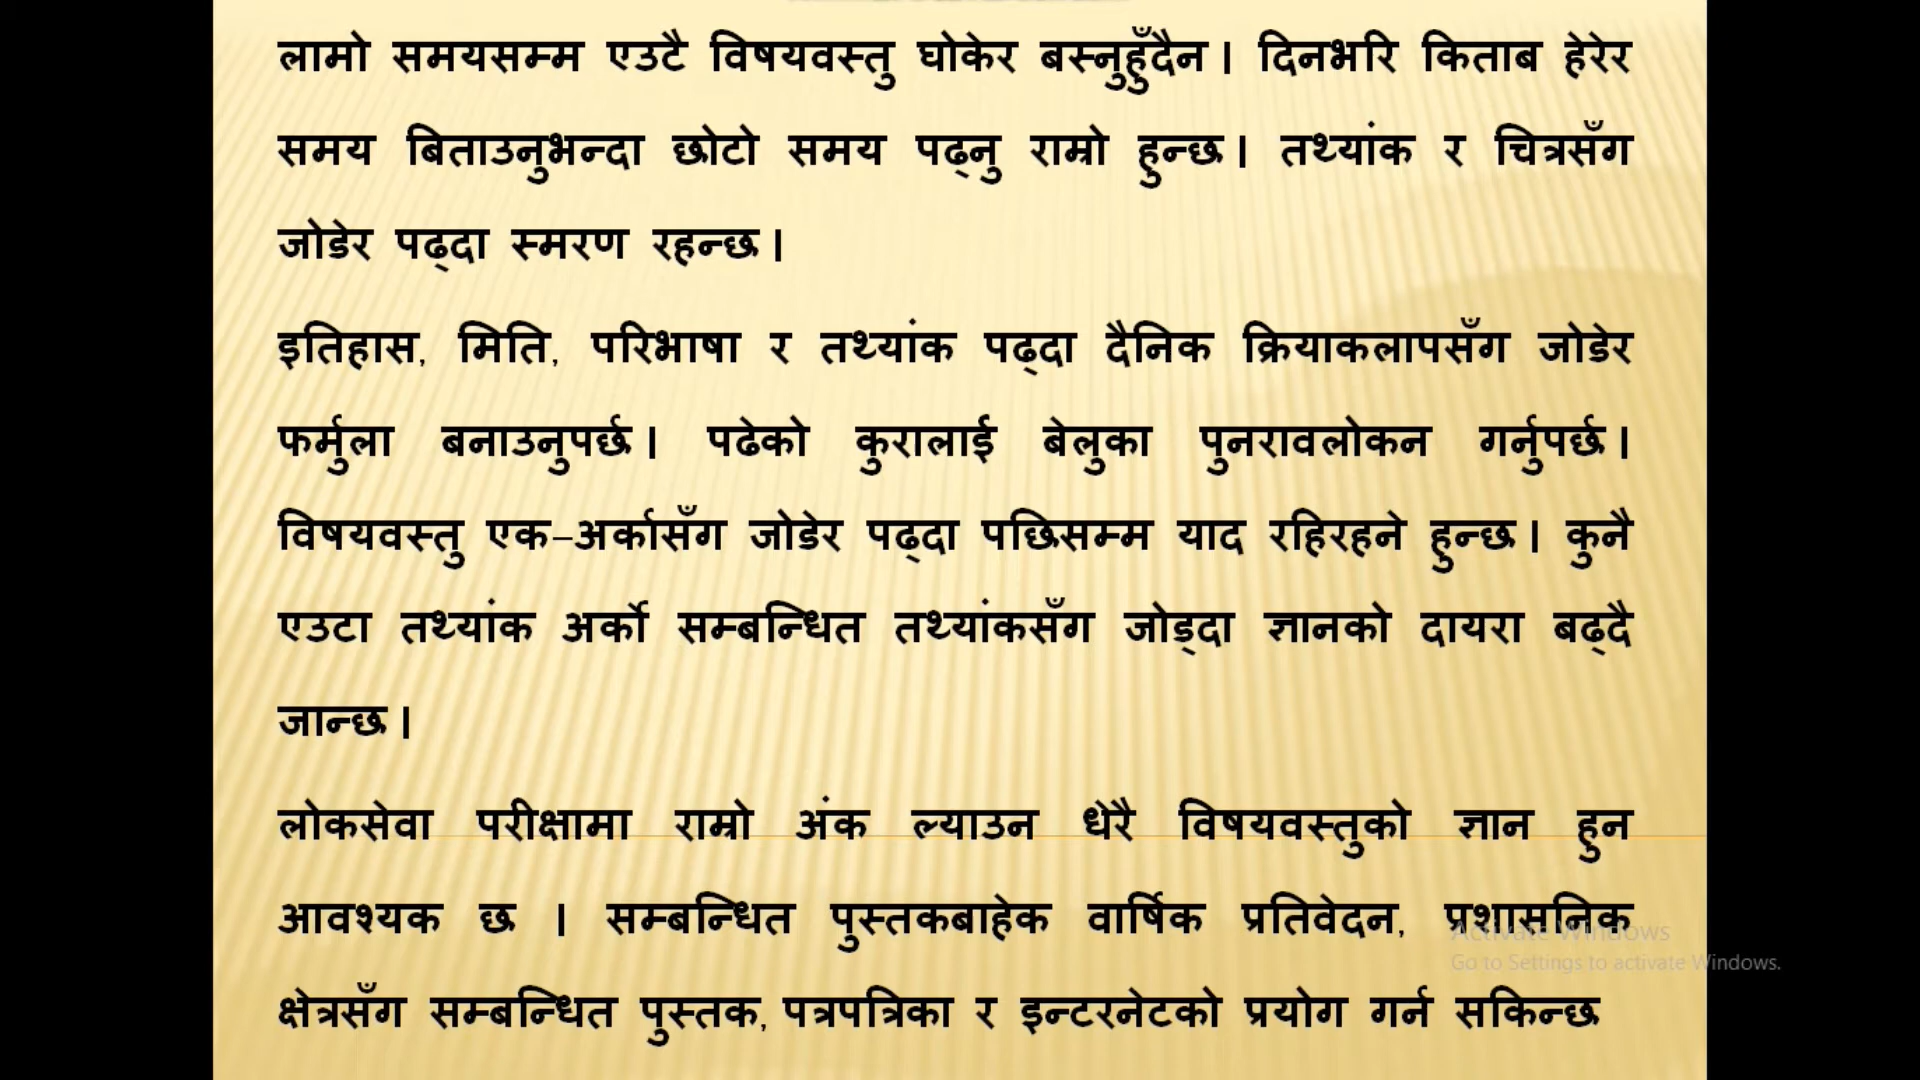 लामो समयसम्म एउटै विषयवस्तु घोकेर बस्नुहुँदैन। दिनभरि किताब हेरेर
समय बिताउनुभन्दा छोटो समय पढ्नु राम्रो हुन्छ। तथ्यांक र चित्रसँग
जोडेर पढ्दा स्मरण रहन्छ।
इतिहास, मिति, परिभाषा र तथ्यांक पढ्दा दैनिक क्रियाकलापसँग जोडेर
फर्मुला बनाउनुपर्छ। पढेको कुरालाई बेलुका पुनरावलोकन गर्नुपर्छ।
विषयवस्तु एक–अर्कासँग जोडेर पढ्दा पछिसम्म याद रहिरहने हुन्छ। कुनै
एउटा तथ्यांक अर्को सम्बन्धित तथ्यांकसँग जोड्दा ज्ञानको दायरा बढ्दै
जान्छ।
लोकसेवा परीक्षामा राम्रो अंक ल्याउन धेरै विषयवस्तुको ज्ञान हुन
आवश्यक छ । सम्बन्धित पुस्तकबाहेक वार्षिक प्रतिवेदन, प्रशासनिक
क्षेत्रसँग सम्बन्धित पुस्तक, पत्रपत्रिका र इन्टरनेटको प्रयोग गर्न सकिन्छ
Activate Windows
Go to Settings to activate Windows.